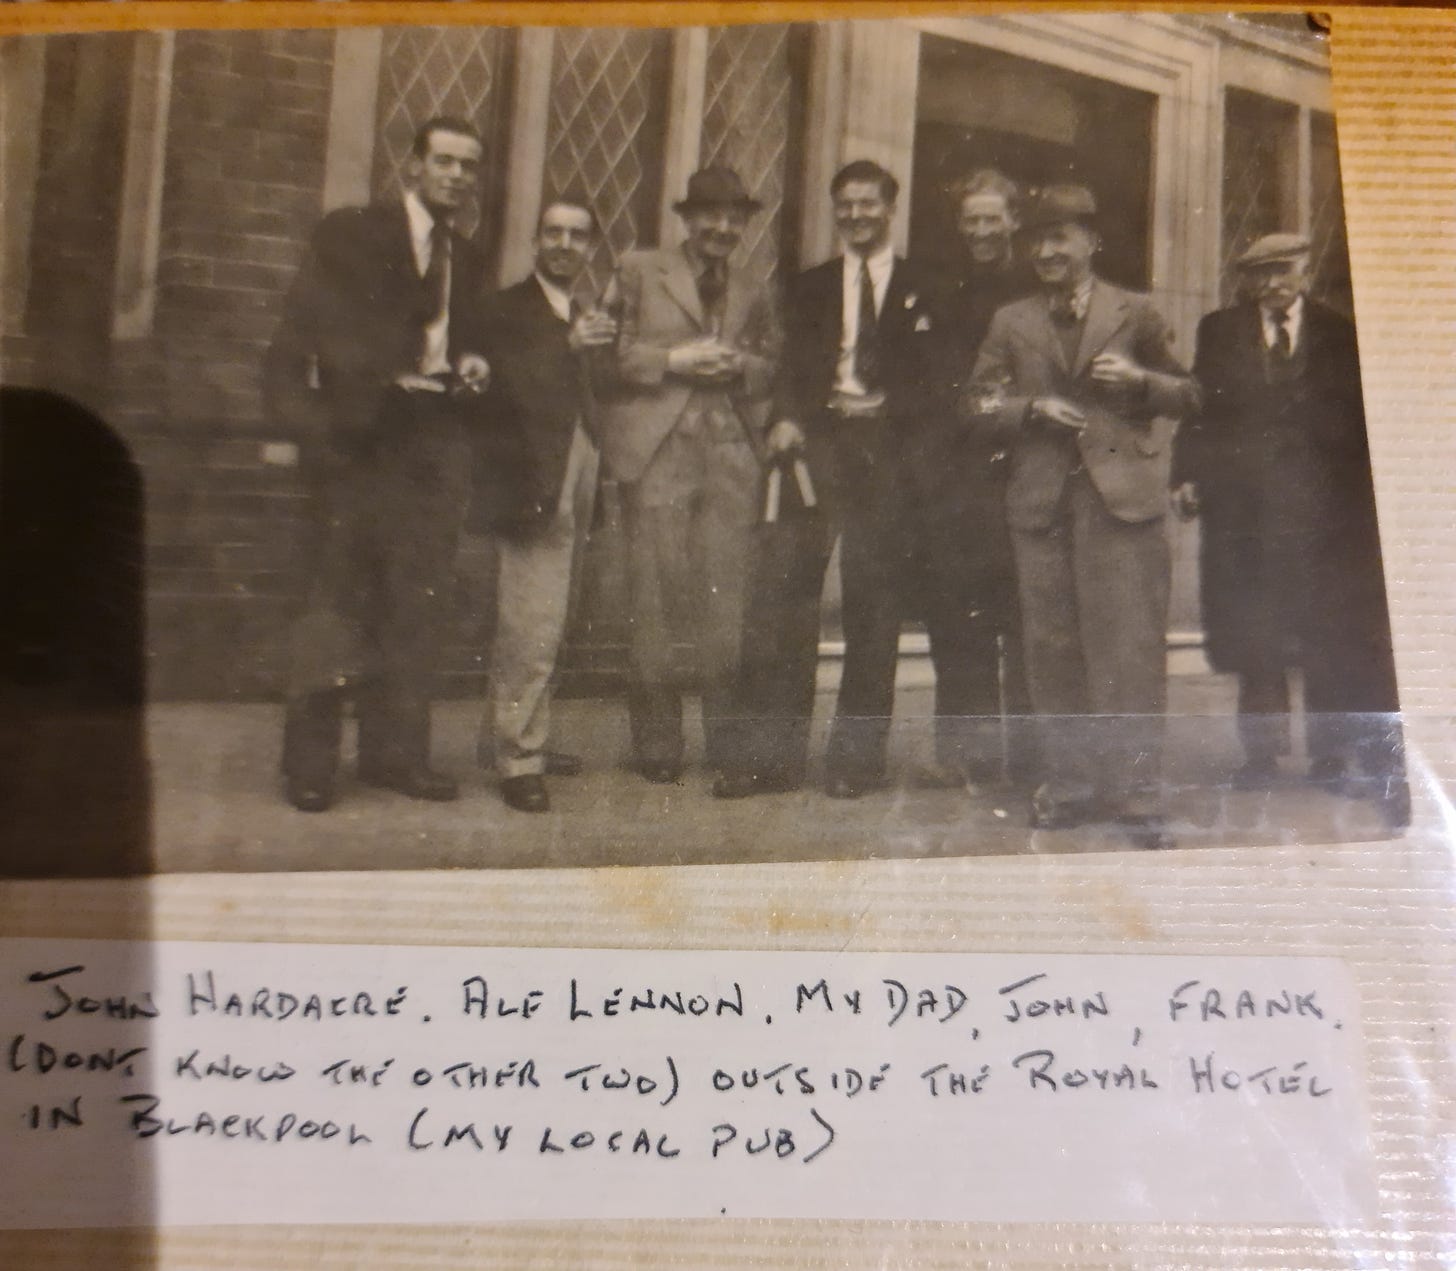 JOHN HARDACRE. ALF LENNON. MY DAD, JOHN, FRANK.
(DONT KNOW THE OTHER TWO) OUTSIDE THE ROYAL HOTEL
IN BLACKPOOL (MY LOCAL PUB)